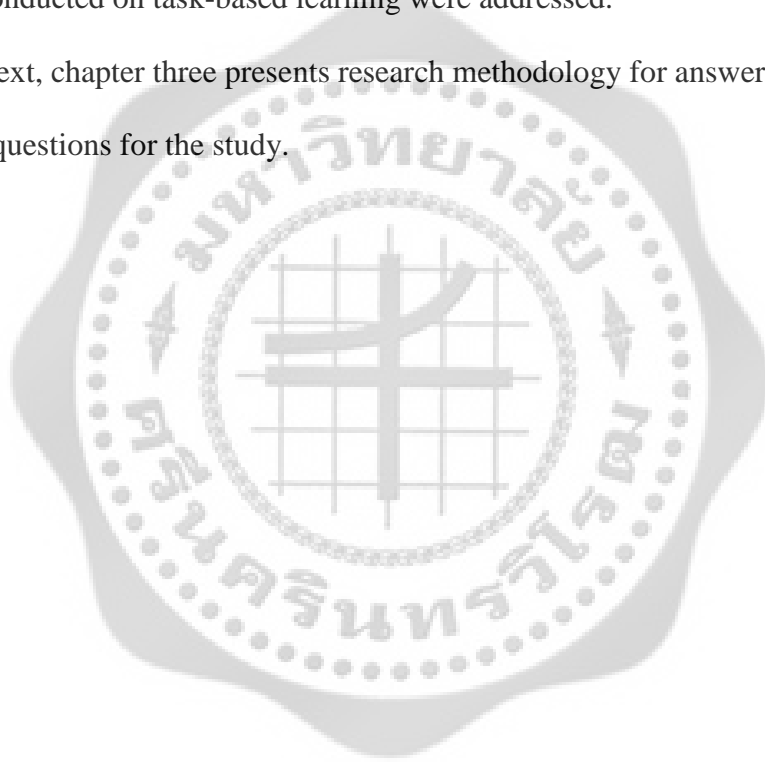 onducted on task-based learning were addressed.
ext, chapter three presents research methodology for answer
questions for the study.
มหาวิทยาลัย
ศรีนครินทรวิโรฒ